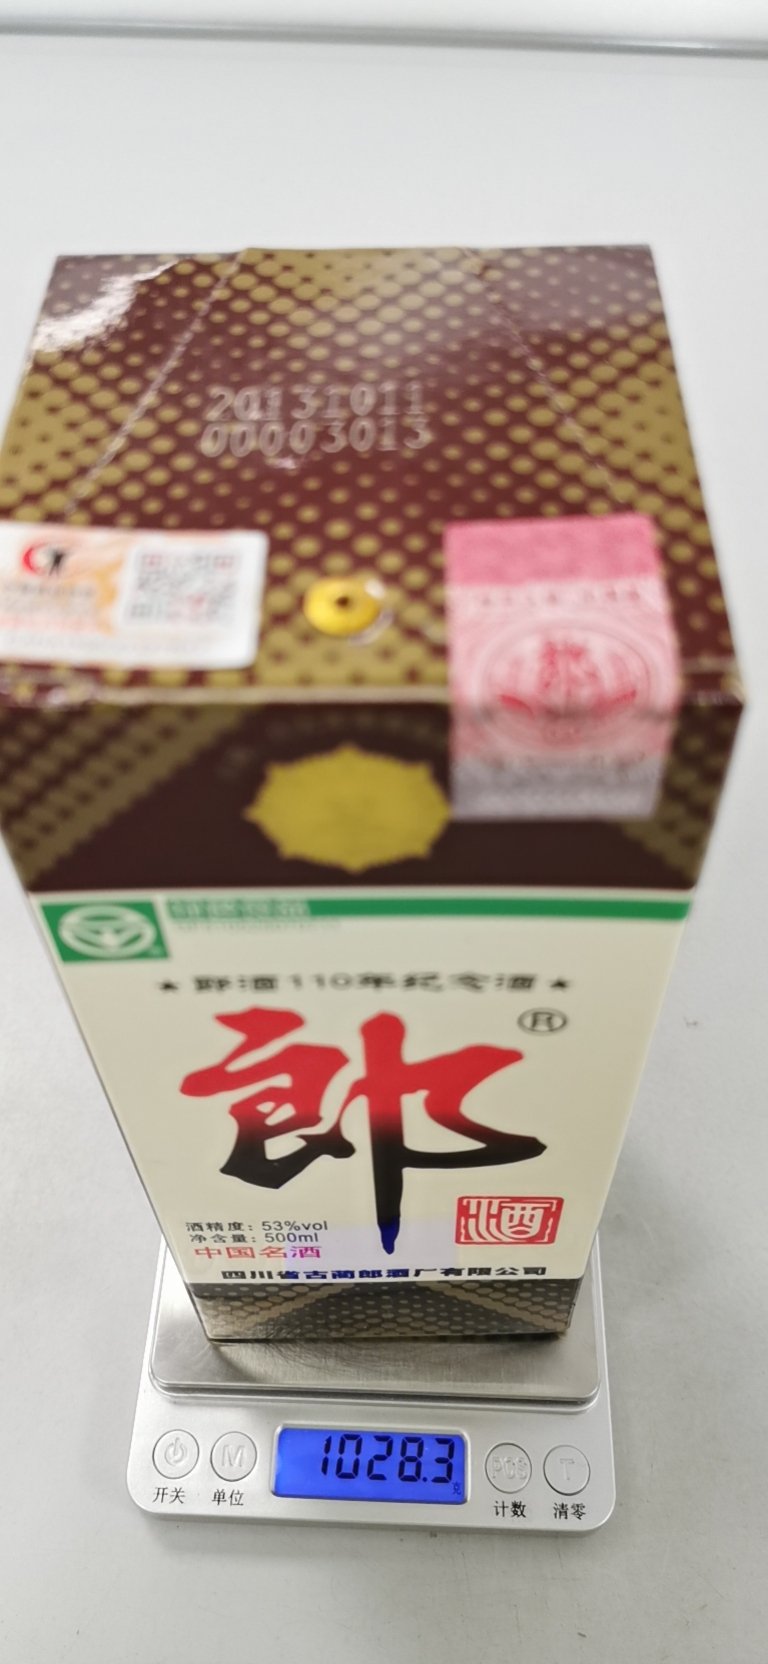 20131011
00003013
★ 郎酒110年纪念酒 ★
郎®
酒
酒精度：53%vol
净含量：500ml
中国名酒
四川省古蔺郎酒厂有限公司
1028.3
克
M
PCS
T
开关
单位
计数
清零